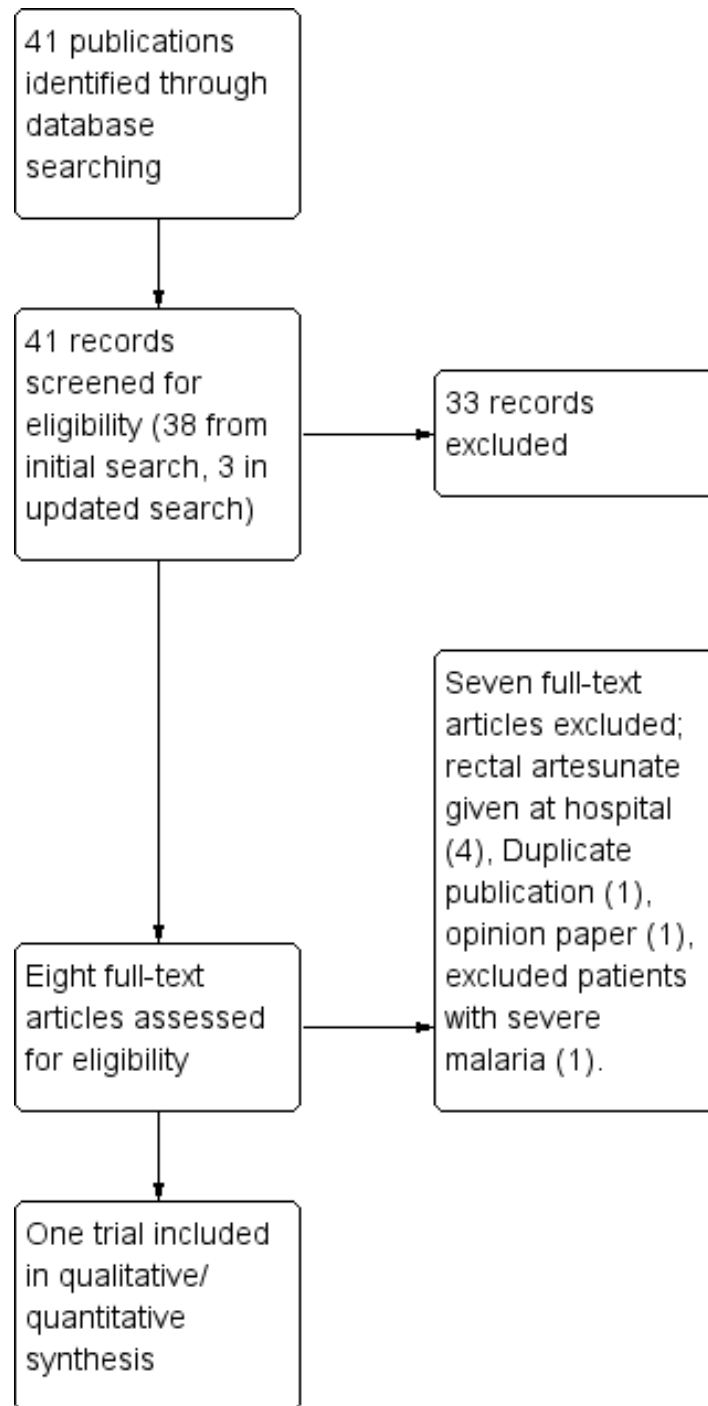 41 publications
identified through
database
searching
41 records
screened for
eligibility (38 from
initial search, 3 in
updated search)
33 records
excluded
Seven full-text
articles excluded;
rectal artesunate
given at hospital
(4), Duplicate
publication (1),
opinion paper (1),
excluded patients
with severe
malaria (1).
Eight full-text
articles assessed
for eligibility
One trial included
in qualitative/
quantitative
synthesis